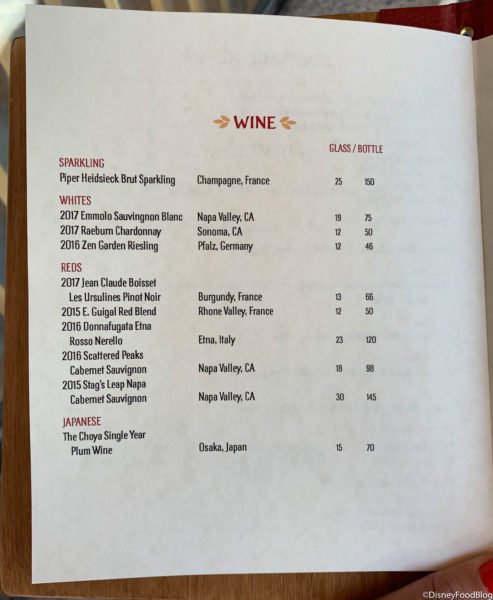 WINE
GLASS / BOTTLE
SPARKLING
Piper Heidsieck Brut Sparkling Champagne, France 25 150
WHITES
2017 Emmolo Sauvingnon Blanc Napa Valley, CA 19 75
2017 Raeburn Chardonnay Sonoma, CA 12 50
2016 Zen Garden Riesling Pfalz, Germany 12 46
REDS
2017 Jean Claude Boisset
Les Ursulines Pinot Noir Burgundy, France 13 66
2015 E. Guigal Red Blend Rhone Valley, France 12 50
2016 Donnafugata Etna
Rosso Nerello Etna, Italy 23 120
2016 Scattered Peaks
Cabernet Sauvignon Napa Valley, CA 18 98
2015 Stag's Leap Napa
Cabernet Sauvignon Napa Valley, CA 30 145
JAPANESE
The Choya Single Year
Plum Wine Osaka, Japan 15 70
©DisneyFoodBlog